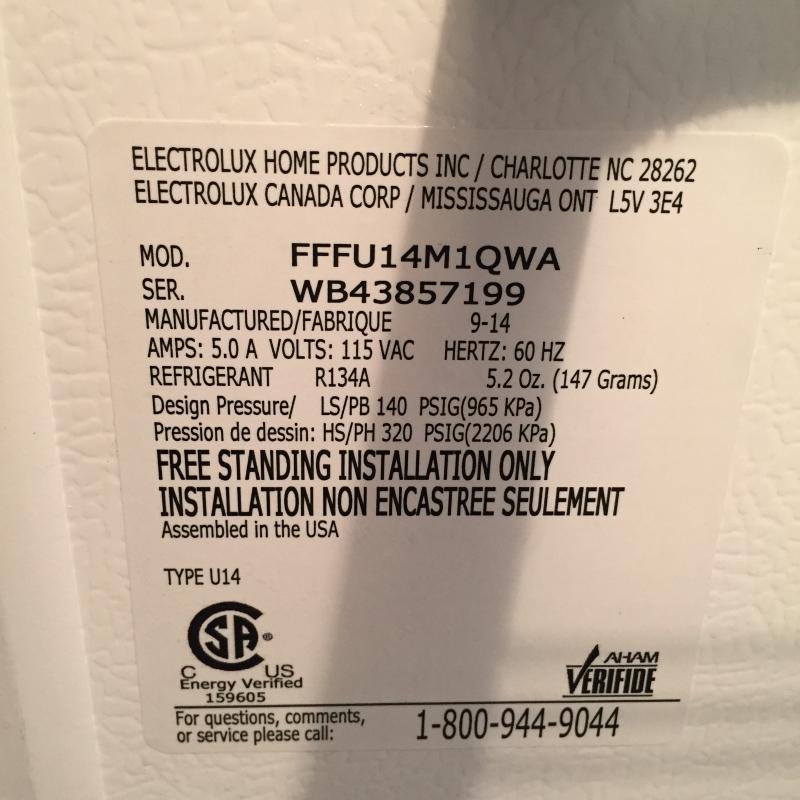 ELECTROLUX HOME PRODUCTS INC / CHARLOTTE NC 28262
ELECTROLUX CANADA CORP / MISSISSAUGA ONT L5V 3E4
MOD. FFFU14M1QWA
SER. WB43857199
MANUFACTURED/FABRIQUE 9-14
AMPS: 5.0 A VOLTS: 115 VAC HERTZ: 60 HZ
REFRIGERANT R134A 5.2 Oz. (147 Grams)
Design Pressure/ LS/PB 140 PSIG(965 KPa)
Pression de dessin: HS/PH 320 PSIG(2206 KPa)
FREE STANDING INSTALLATION ONLY
INSTALLATION NON ENCASTREE SEULEMENT
Assembled in the USA
TYPE U14
SA ®
C US
Energy Verified
159605
AHAM
VERIFIDE
For questions, comments,
or service please call: 1-800-944-9044